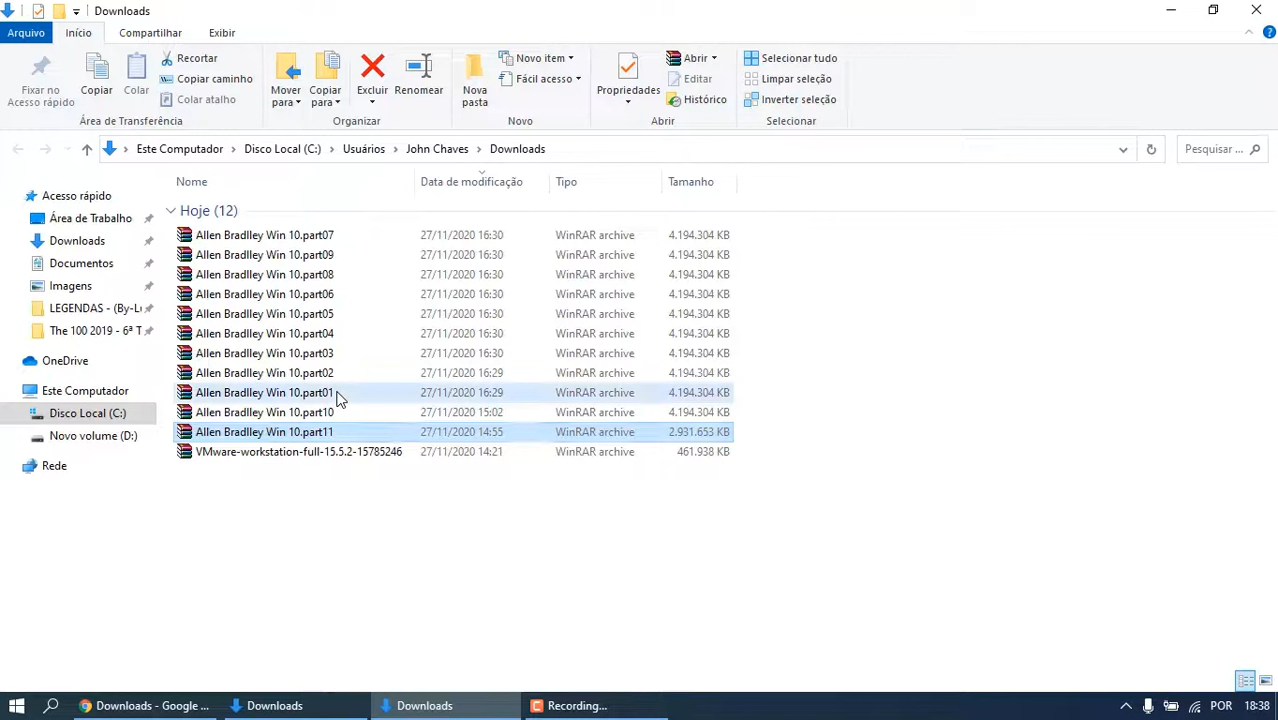 Downloads
Arquivo Início Compartilhar Exibir
Fixar no
Acesso rápido
Copiar
Colar
Recortar
Copiar caminho
Colar atalho
Área de Transferência
Mover
para
Copiar
para
Excluir
Renomear
Organizar
Nova
pasta
Novo item
Fácil acesso
Novo
Propriedades
Abrir
Editar
Histórico
Abrir
Selecionar tudo
Limpar seleção
Inverter seleção
Selecionar
Este Computador > Disco Local (C:) > Usuários > John Chaves > Downloads
Pesquisar ...
Acesso rápido
Área de Trabalho
Downloads
Documentos
Imagens
LEGENDAS - (By-L
The 100 2019 - 6ª T
OneDrive
Este Computador
Disco Local (C:)
Novo volume (D:)
Rede
Nome Data de modificação Tipo Tamanho
Hoje (12)
Allen Bradlley Win 10.part07 27/11/2020 16:30 WinRAR archive 4.194.304 KB
Allen Bradlley Win 10.part09 27/11/2020 16:30 WinRAR archive 4.194.304 KB
Allen Bradlley Win 10.part08 27/11/2020 16:30 WinRAR archive 4.194.304 KB
Allen Bradlley Win 10.part06 27/11/2020 16:30 WinRAR archive 4.194.304 KB
Allen Bradlley Win 10.part05 27/11/2020 16:30 WinRAR archive 4.194.304 KB
Allen Bradlley Win 10.part04 27/11/2020 16:30 WinRAR archive 4.194.304 KB
Allen Bradlley Win 10.part03 27/11/2020 16:30 WinRAR archive 4.194.304 KB
Allen Bradlley Win 10.part02 27/11/2020 16:29 WinRAR archive 4.194.304 KB
Allen Bradlley Win 10.part01 27/11/2020 16:29 WinRAR archive 4.194.304 KB
Allen Bradlley Win 10.part10 27/11/2020 15:02 WinRAR archive 4.194.304 KB
Allen Bradlley Win 10.part11 27/11/2020 14:55 WinRAR archive 2.931.653 KB
VMware-workstation-full-15.5.2-15785246 27/11/2020 14:21 WinRAR archive 461.938 KB
Downloads - Google ... Downloads Downloads Recording... POR 18:38